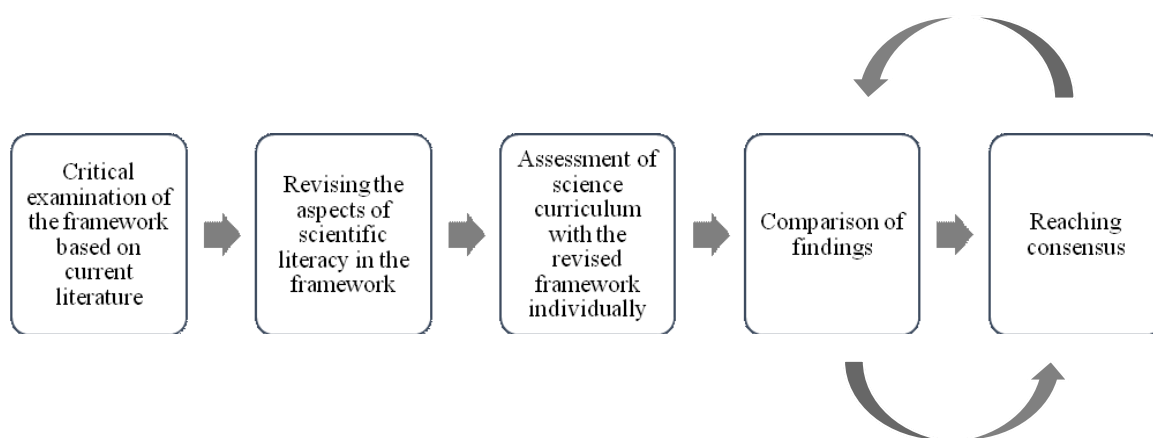 Critical
examination of
the framework
based on
current
literature
Revising the
aspects of
scientific
literacy in the
framework
Assessment of
science
curriculum
with the
revised
framework
individually
Comparison of
findings
Reaching
consensus